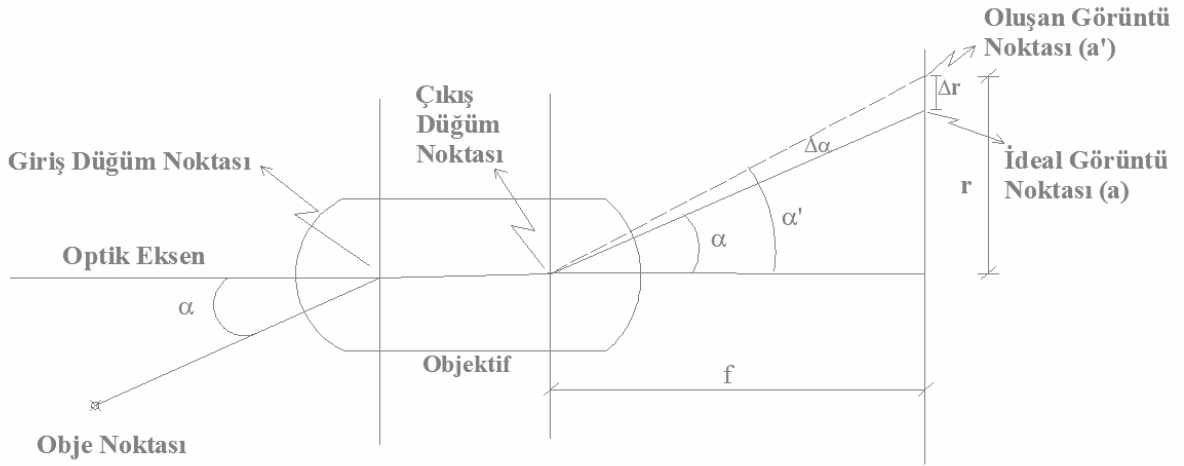 Oluşan Görüntü
Noktası (a')
Δr
Çıkış
Düğüm
Noktası
Giriş Düğüm Noktası
Δα
İdeal Görüntü
Noktası (a)
r
α'
α
Optik Eksen
α
Objektif
f
Obje Noktası